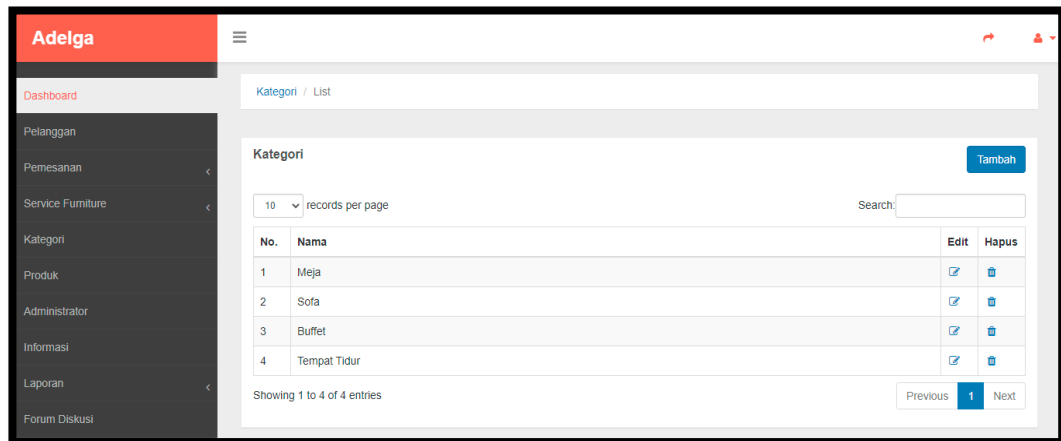 Adelga
Dashboard
Pelanggan
Pemesanan
Service Furniture
Kategori
Produk
Administrator
Informasi
Laporan
Forum Diskusi
Kategori / List
Kategori
Tambah
10 records per page Search:
No. Nama Edit Hapus
1 Meja
2 Sofa
3 Buffet
4 Tempat Tidur
Showing 1 to 4 of 4 entries Previous 1 Next